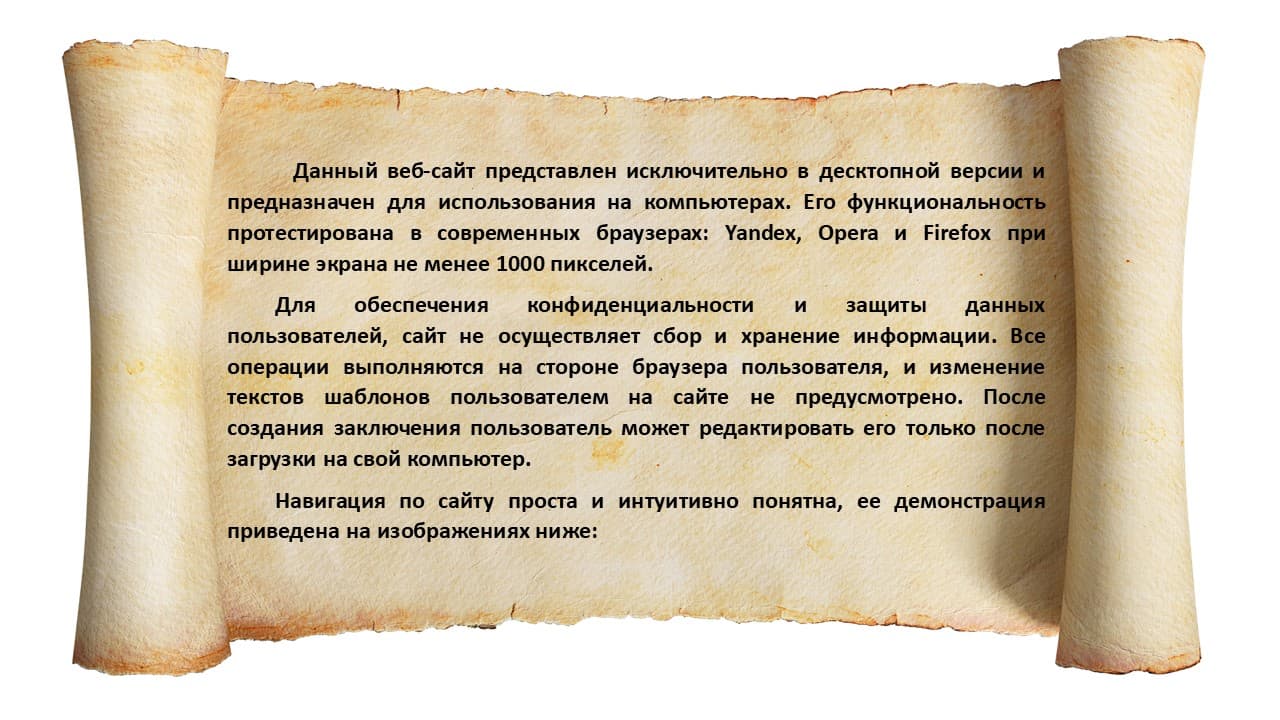 Данный веб-сайт представлен исключительно в десктопной версии и
предназначен для использования на компьютерах. Его функциональность
протестирована в современных браузерах: Yandex, Opera и Firefox при
ширине экрана не менее 1000 пикселей.
Для обеспечения конфиденциальности и защиты данных
пользователей, сайт не осуществляет сбор и хранение информации. Все
операции выполняются на стороне браузера пользователя, и изменение
текстов шаблонов пользователем на сайте не предусмотрено. После
создания заключения пользователь может редактировать его только после
загрузки на свой компьютер.
Навигация по сайту проста и интуитивно понятна, ее демонстрация
приведена на изображениях ниже: